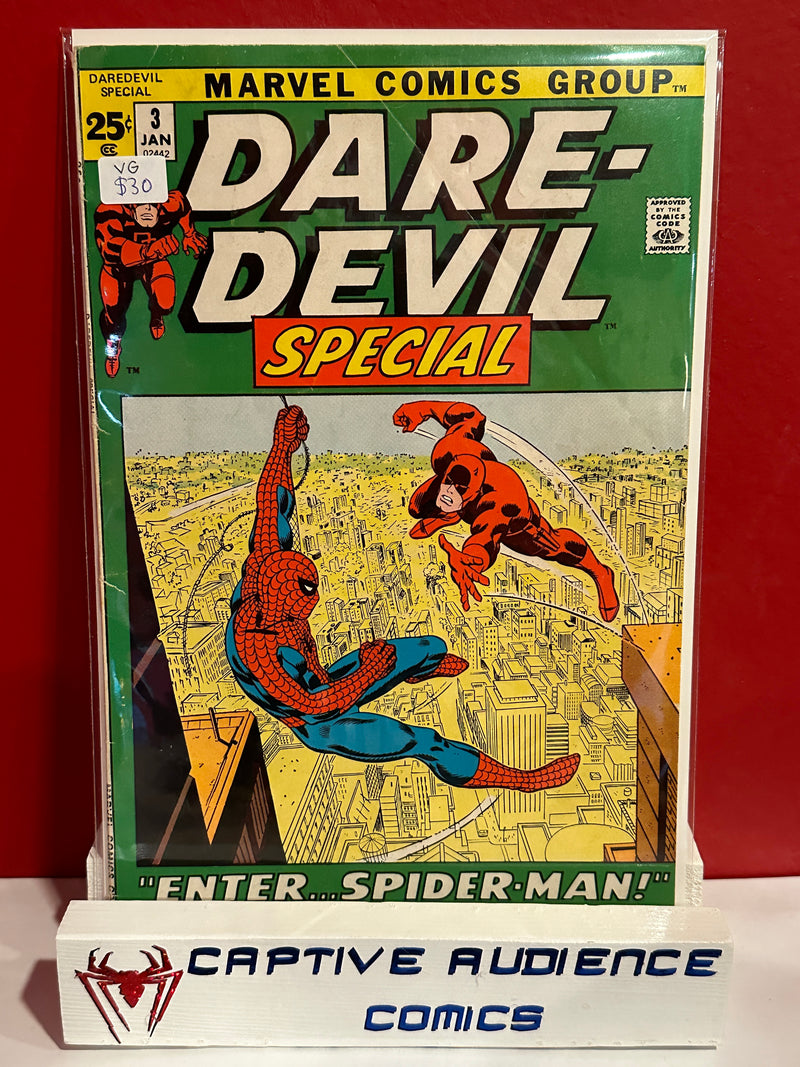 DAREDEVIL
SPECIAL
MARVEL COMICS GROUP TM
25¢
CC
3
JAN
02442
VG
$30
DARE-
DEVIL
TM
SPECIAL
APPROVED
BY THE
COMICS
CODE
AUTHORITY
TM
"ENTER...SPIDER-MAN!"
CAPTIVE AUDIENCE
COMICS